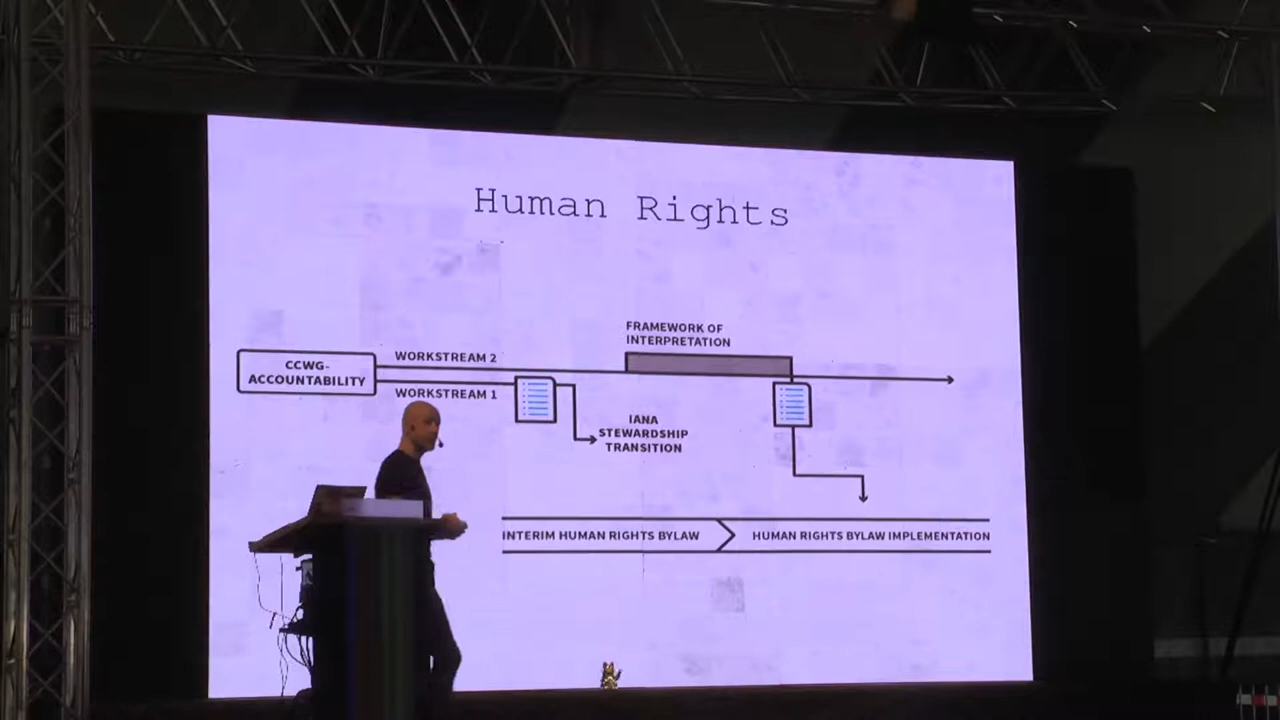 Human Rights
FRAMEWORK OF
INTERPRETATION
CCWG-
ACCOUNTABILITY
WORKSTREAM 2
WORKSTREAM 1
IANA
STEWARDSHIP
TRANSITION
INTERIM HUMAN RIGHTS BYLAW
HUMAN RIGHTS BYLAW IMPLEMENTATION